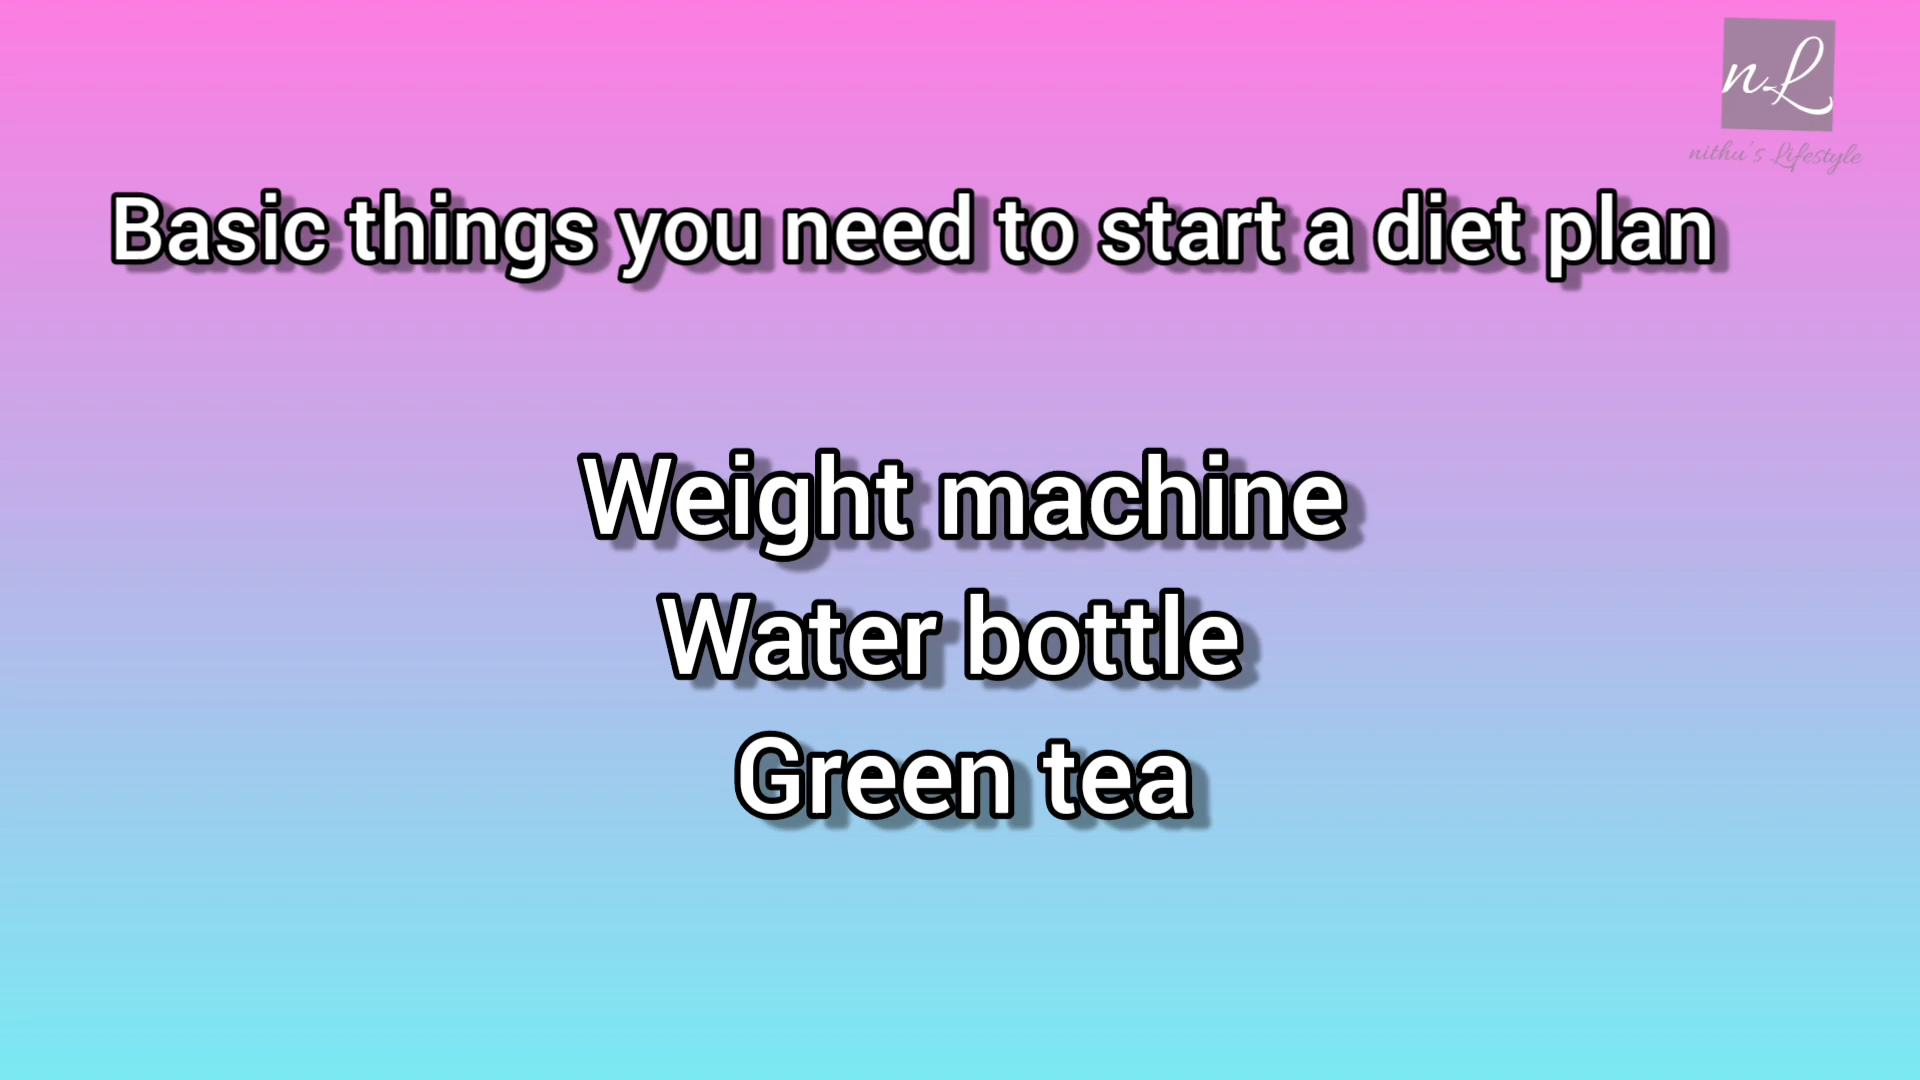 nL
nithu's Lifestyle
Basic things you need to start a diet plan
Weight machine
Water bottle
Green tea